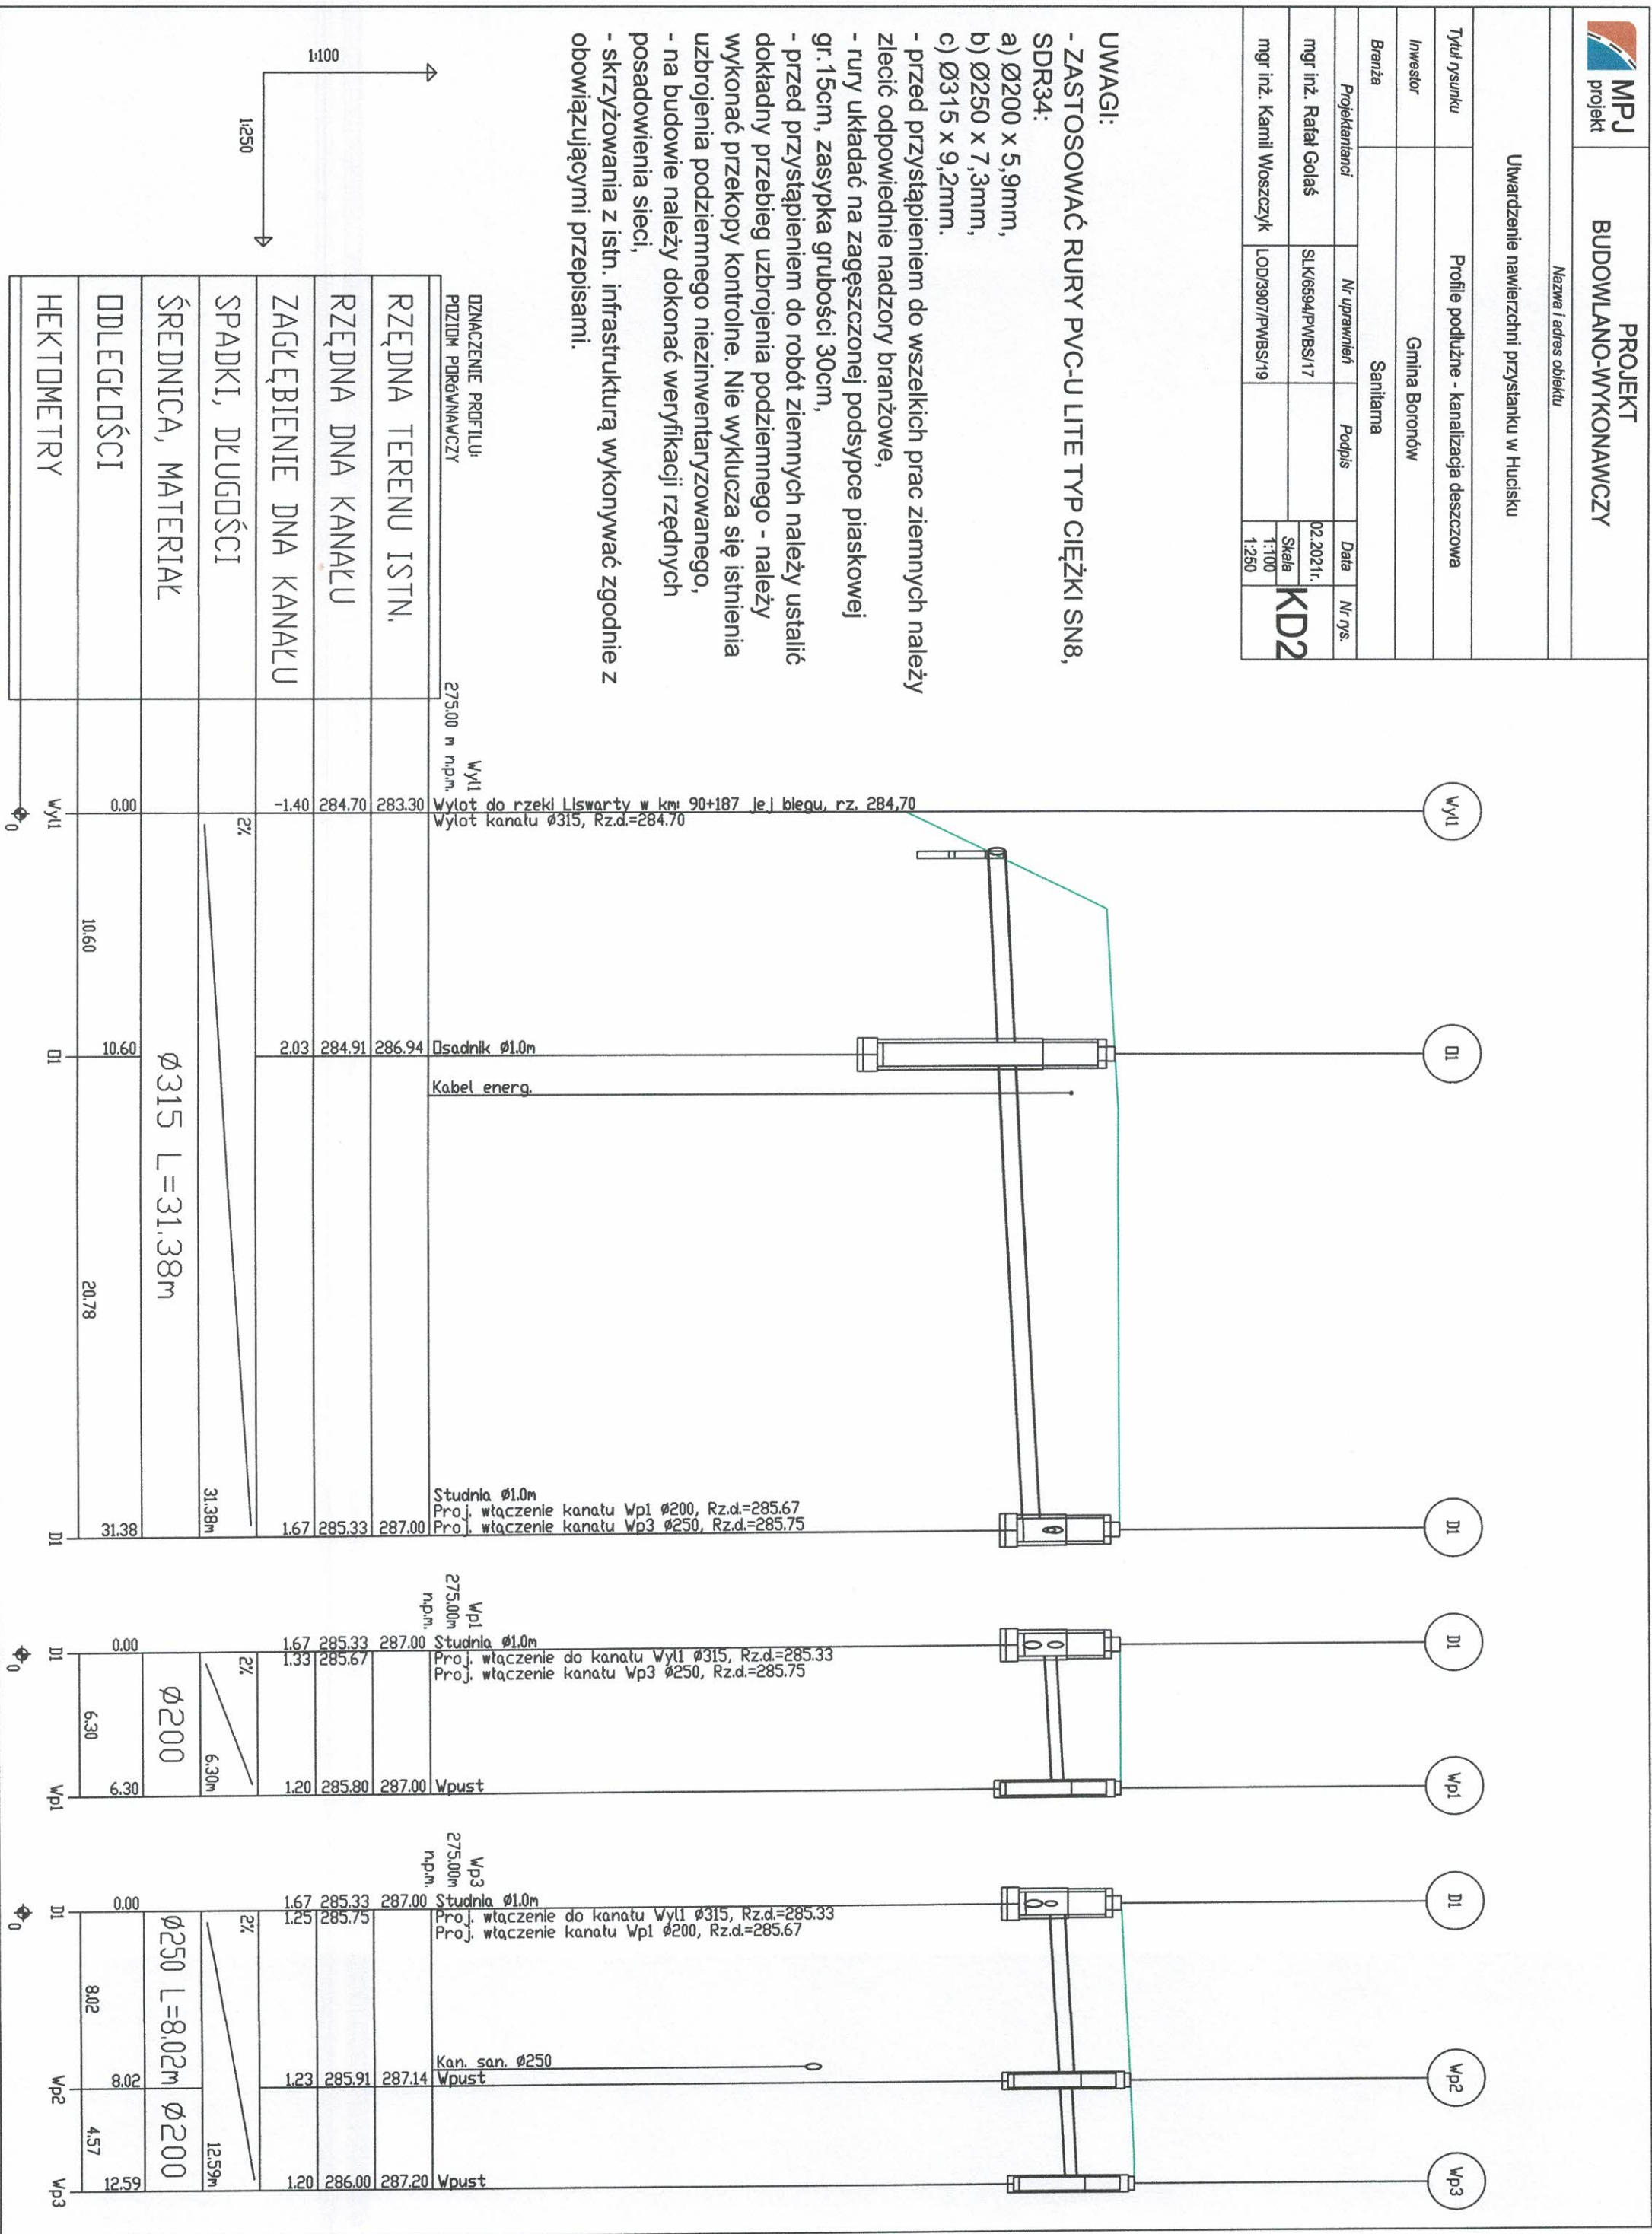 MPJ
projekt
PROJEKT
BUDOWLANO-WYKONAWCZY
Nazwa i adres obiektu
Utwardzenie nawierzchni przystanku w Hucisku
Tytuł rysunku
Profile podłużne - kanalizacja deszczowa
Inwestor
Gmina Boronów
Branża
Sanitarna
Projektantanci
Nr uprawnień
Podpis
Data
Nr rys.
mgr inż. Rafał Golaś
SLK/6594/PWBS/17
02.2021r.
KD2
mgr inż. Kamil Woszczyk
LOD/3907/PWBS/19
Skala
1:100
1:250
UWAGI:
- ZASTOSOWAĆ RURY PVC-U LITE TYP CIĘŻKI SN8,
SDR34:
a) Ø200 x 5,9mm,
b) Ø250 x 7,3mm,
c) Ø315 x 9,2mm.
- przed przystąpieniem do wszelkich prac ziemnych należy
zlecić odpowiednie nadzory branżowe,
- rury układać na zagęszczonej podsypce piaskowej
gr.15cm, zasypka grubości 30cm,
- przed przystąpieniem do robót ziemnych należy ustalić
dokładny przebieg uzbrojenia podziemnego - należy
wykonać przekopy kontrolne. Nie wyklucza się istnienia
uzbrojenia podziemnego niezinwentaryzowanego,
- na budowie należy dokonać weryfikacji rzędnych
posadowienia sieci,
- skrzyżowania z istn. infrastrukturą wykonywać zgodnie z
obowiązującymi przepisami.
1:100
1:250
Wyl1
O1
D1
D1
Wp1
D1
Wp2
Wp3
OZNACZENIE PROFILU:
POZIOM PORÓWNAWCZY
Wyl1
275.00 m n.p.m.
Wp1
275.00m
n.p.m.
Wp3
275.00m
n.p.m.
Wylot do rzeki Liswarty w km: 90+187 jej biegu, rz. 284,70
Wylot kanału Ø315, Rz.d.=284.70
Osadnik Ø1.0m
Kabel energ.
Studnia Ø1.0m
Proj. włączenie kanału Wp1 Ø200, Rz.d.=285.67
Proj. włączenie kanału Wp3 Ø250, Rz.d.=285.75
Studnia Ø1.0m
Proj. włączenie do kanału Wyl1 Ø315, Rz.d.=285.33
Proj. włączenie kanału Wp3 Ø250, Rz.d.=285.75
Wpust
Studnia Ø1.0m
Proj. włączenie do kanału Wyl1 Ø315, Rz.d.=285.33
Proj. włączenie kanału Wp1 Ø200, Rz.d.=285.67
Kan. san. Ø250
Wpust
Wpust
RZĘDNA TERENU ISTN.
283.30
286.94
287.00
287.00
287.00
287.00
287.14
287.20
RZĘDNA DNA KANAŁU
284.70
284.91
285.33
285.33
285.67
285.80
285.33
285.75
285.91
286.00
ZAGŁĘBIENIE DNA KANAŁU
-1.40
2.03
1.67
1.67
1.33
1.20
1.67
1.25
1.23
1.20
SPADKI, DŁUGOŚCI
2%
31.38m
2%
6.30m
2%
12.59m
ŚREDNICA, MATERIAŁ
Ø315 L=31.38m
Ø200
Ø250 L=8.02m
Ø200
ODLEGŁOŚCI
0.00
10.60
10.60
20.78
31.38
0.00
6.30
6.30
0.00
8.02
8.02
4.57
12.59
HEKTOMETRY
Wyl1
O1
D1
D1
Wp1
D1
Wp2
Wp3
0
0
0